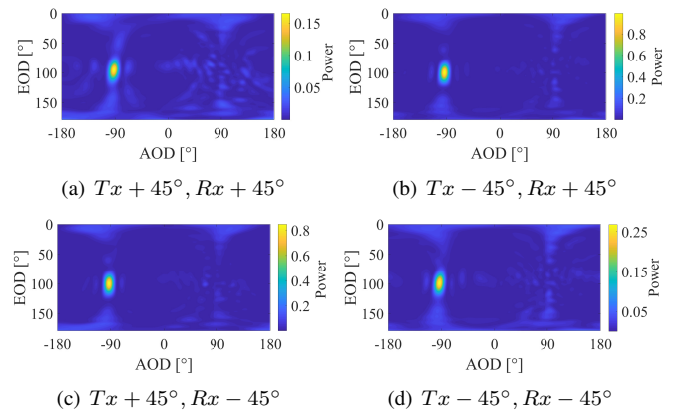 0
50
100
150
EOD [°]
-180 -90 0 90 180
AOD [°]
0.15
0.1
0.05
Power
(a) Tx + 45°, Rx + 45°
0
50
100
150
EOD [°]
-180 -90 0 90 180
AOD [°]
0.8
0.6
0.4
0.2
Power
(b) Tx − 45°, Rx + 45°
0
50
100
150
EOD [°]
-180 -90 0 90 180
AOD [°]
0.8
0.6
0.4
0.2
Power
(c) Tx + 45°, Rx − 45°
0
50
100
150
EOD [°]
-180 -90 0 90 180
AOD [°]
0.25
0.15
0.05
Power
(d) Tx − 45°, Rx − 45°